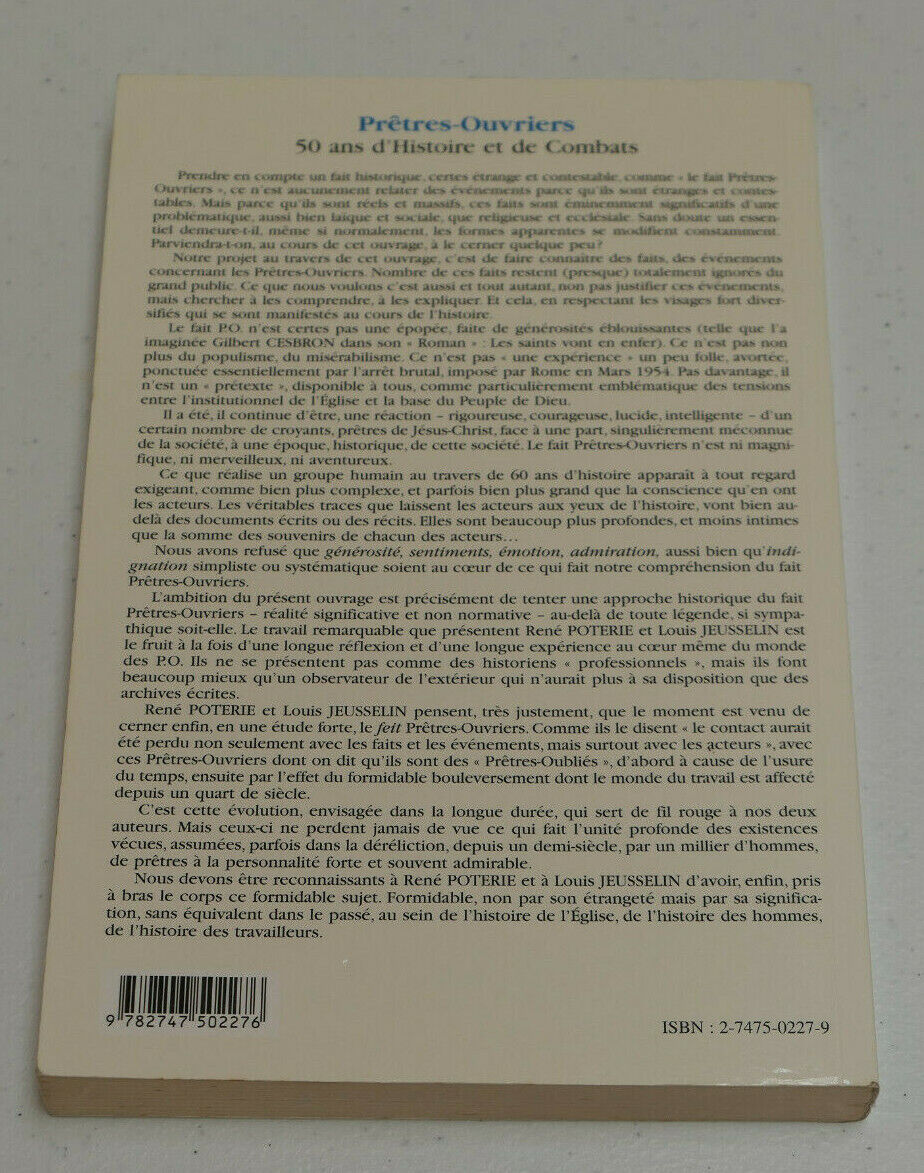 Prêtres-Ouvriers
50 ans d'Histoire et de Combats
Prendre en compte un fait historique, certes étrange et contestable, comme « le fait Prêtres-
Ouvriers », ce n'est aucunement relater des événements parce qu'ils sont étranges et contes-
tables. Mais parce qu'ils sont réels et massifs, ces faits sont éminemment significatifs d'une
problématique, aussi bien laïque et sociale, que religieuse et ecclésiale. Sans doute un essen-
tiel demeure-t-il, même si normalement, les formes apparentes se modifient constamment.
Parviendra-t-on, au cours de cet ouvrage, à le cerner quelque peu ?
Notre projet au travers de cet ouvrage, c'est de faire connaître des faits, des événements
concernant les Prêtres-Ouvriers. Nombre de ces faits restent (presque) totalement ignorés du
grand public. Ce que nous voulons c'est aussi et tout autant, non pas justifier ces événements,
mais chercher à les comprendre, à les expliquer. Et cela, en respectant les visages fort diver-
sifiés qui se sont manifestés au cours de l'histoire.
Le fait P.O. n'est certes pas une épopée, faite de générosités éblouissantes (telle que l'a
imaginée Gilbert CESBRON dans son « Roman » : Les saints vont en enfer). Ce n'est pas non
plus du populisme, du misérabilisme. Ce n'est pas « une expérience » un peu folle, avortée,
ponctuée essentiellement par l'arrêt brutal, imposé par Rome en Mars 1954. Pas davantage, il
n'est un « prétexte », disponible à tous, comme particulièrement emblématique des tensions
entre l'institutionnel de l'Église et la base du Peuple de Dieu.
Il a été, il continue d'être, une réaction – rigoureuse, courageuse, lucide, intelligente – d'un
certain nombre de croyants, prêtres de Jésus-Christ, face à une part, singulièrement méconnue
de la société, à une époque, historique, de cette société. Le fait Prêtres-Ouvriers n'est ni magni-
fique, ni merveilleux, ni aventureux.
Ce que réalise un groupe humain au travers de 60 ans d'histoire apparaît à tout regard
exigeant, comme bien plus complexe, et parfois bien plus grand que la conscience qu'en ont
les acteurs. Les véritables traces que laissent les acteurs aux yeux de l'histoire, vont bien au-
delà des documents écrits ou des récits. Elles sont beaucoup plus profondes, et moins intimes
que la somme des souvenirs de chacun des acteurs...
Nous avons refusé que générosité, sentiments, émotion, admiration, aussi bien qu'indi-
gnation simpliste ou systématique soient au cœur de ce qui fait notre compréhension du fait
Prêtres-Ouvriers.
L'ambition du présent ouvrage est précisément de tenter une approche historique du fait
Prêtres-Ouvriers – réalité significative et non normative – au-delà de toute légende, si sympa-
thique soit-elle. Le travail remarquable que présentent René POTERIE et Louis JEUSSELIN est
le fruit à la fois d'une longue réflexion et d'une longue expérience au cœur même du monde
des P.O. Ils ne se présentent pas comme des historiens « professionnels », mais ils font
beaucoup mieux qu'un observateur de l'extérieur qui n'aurait plus à sa disposition que des
archives écrites.
René POTERIE et Louis JEUSSELIN pensent, très justement, que le moment est venu de
cerner enfin, en une étude forte, le feit Prêtres-Ouvriers. Comme ils le disent « le contact aurait
été perdu non seulement avec les faits et les événements, mais surtout avec les acteurs », avec
ces Prêtres-Ouvriers dont on dit qu'ils sont des « Prêtres-Oubliés », d'abord à cause de l'usure
du temps, ensuite par l'effet du formidable bouleversement dont le monde du travail est affecté
depuis un quart de siècle.
C'est cette évolution, envisagée dans la longue durée, qui sert de fil rouge à nos deux
auteurs. Mais ceux-ci ne perdent jamais de vue ce qui fait l'unité profonde des existences
vécues, assumées, parfois dans la déréliction, depuis un demi-siècle, par un millier d'hommes,
de prêtres à la personnalité forte et souvent admirable.
Nous devons être reconnaissants à René POTERIE et à Louis JEUSSELIN d'avoir, enfin, pris
à bras le corps ce formidable sujet. Formidable, non par son étrangeté mais par sa significa-
tion, sans équivalent dans le passé, au sein de l'histoire de l'Église, de l'histoire des hommes,
de l'histoire des travailleurs.
9 782747 502276
ISBN : 2-7475-0227-9